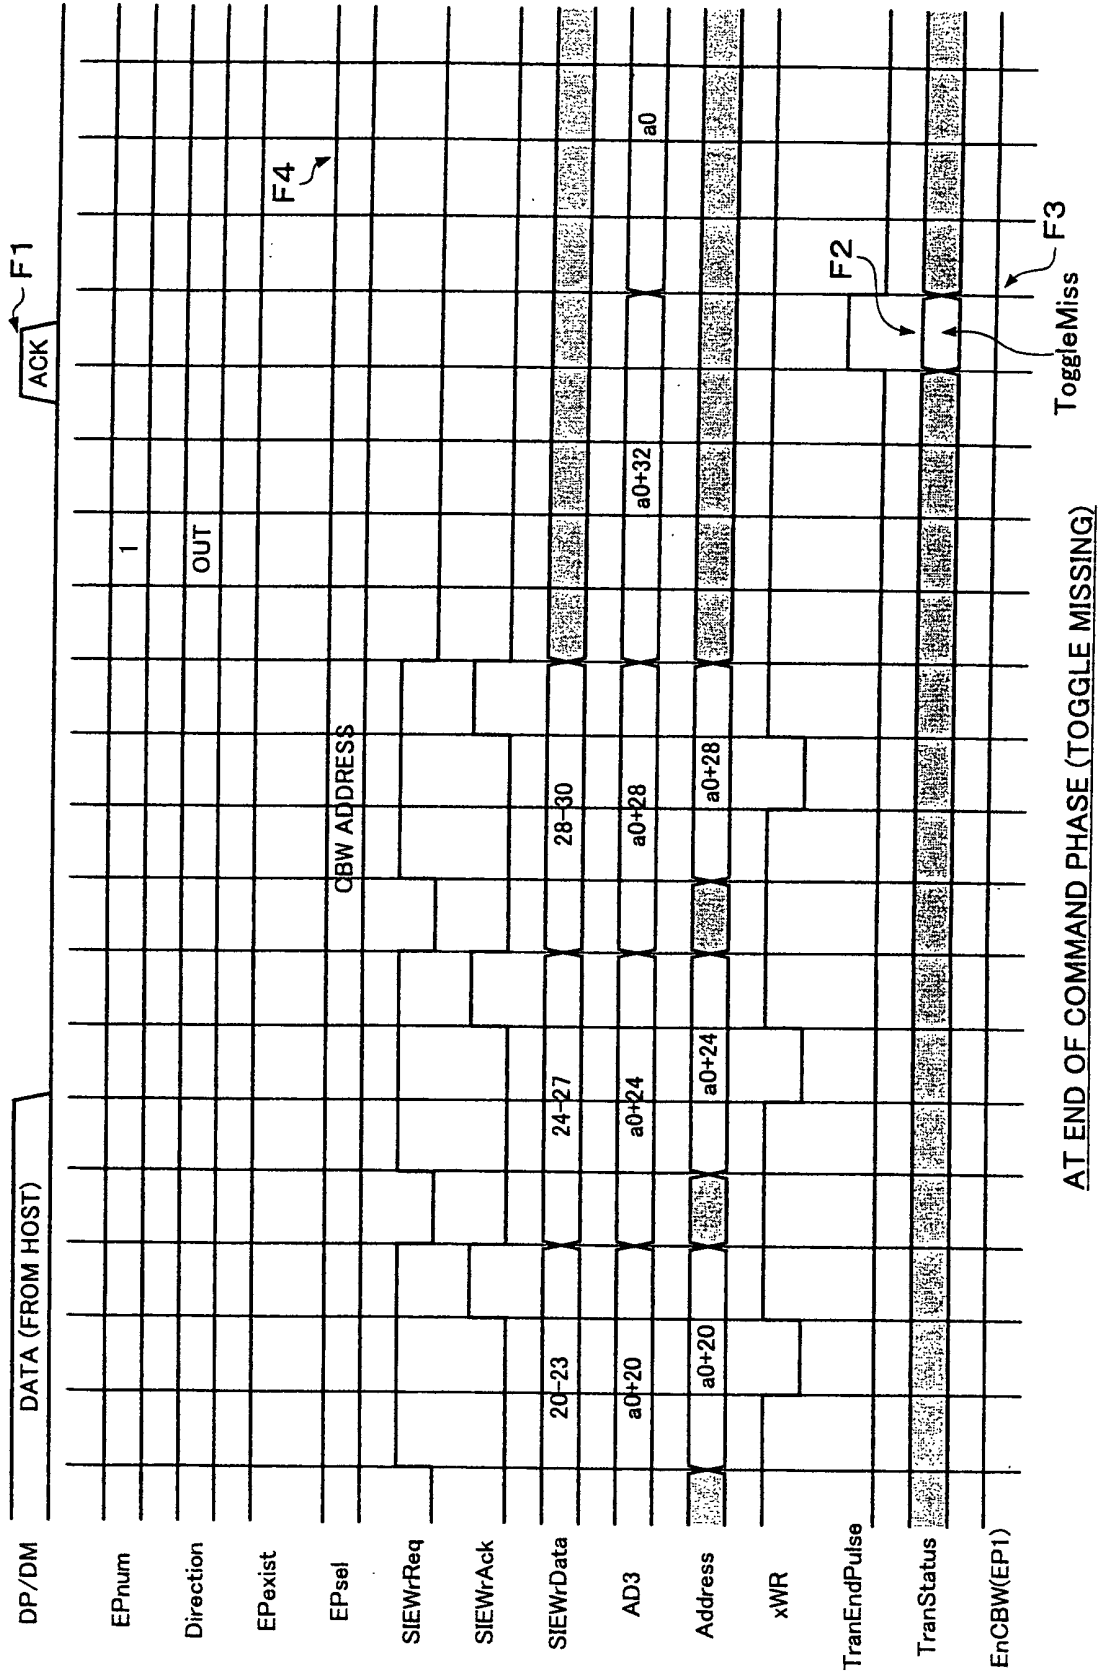 DP/DM DATA (FROM HOST) ACK F1
EPnum 1
Direction OUT
EPexist F4
EPsel CBW ADDRESS
SIEWrReq
SIEWrAck
SIEWrData 20-23 24-27 28-30
AD3 a0+20 a0+24 a0+28 a0+32 a0
Address a0+20 a0+24 a0+28
xWR
TranEndPulse F2
TranStatus
EnCBW(EP1) F3
ToggleMiss
AT END OF COMMAND PHASE (TOGGLE MISSING)